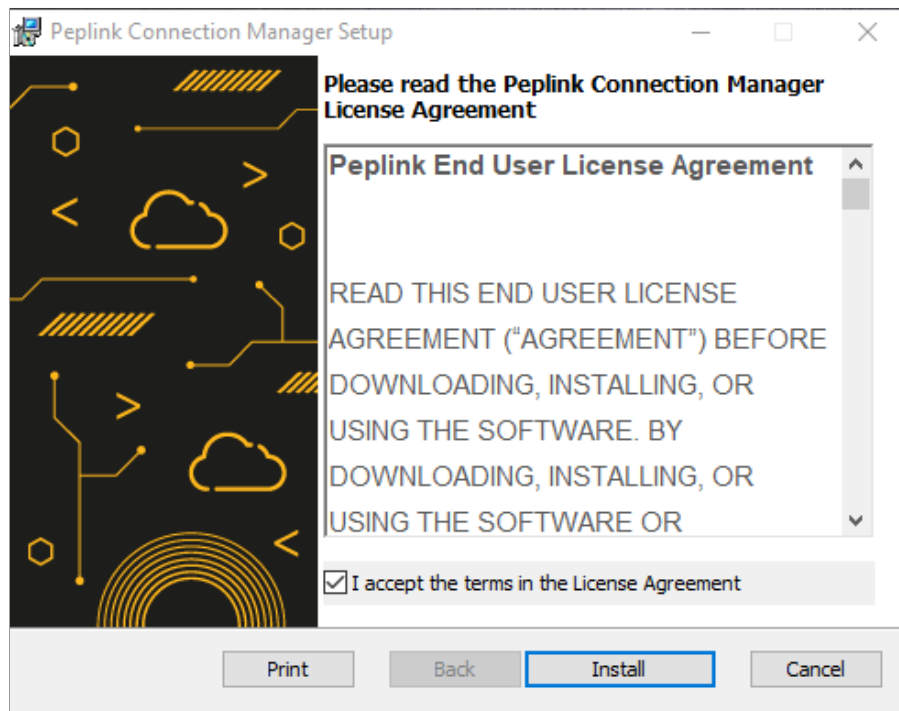 Peplink Connection Manager Setup
Please read the Peplink Connection Manager
License Agreement
Peplink End User License Agreement
READ THIS END USER LICENSE
AGREEMENT (“AGREEMENT”) BEFORE
DOWNLOADING, INSTALLING, OR
USING THE SOFTWARE. BY
DOWNLOADING, INSTALLING, OR
USING THE SOFTWARE OR
I accept the terms in the License Agreement
Print
Back
Install
Cancel